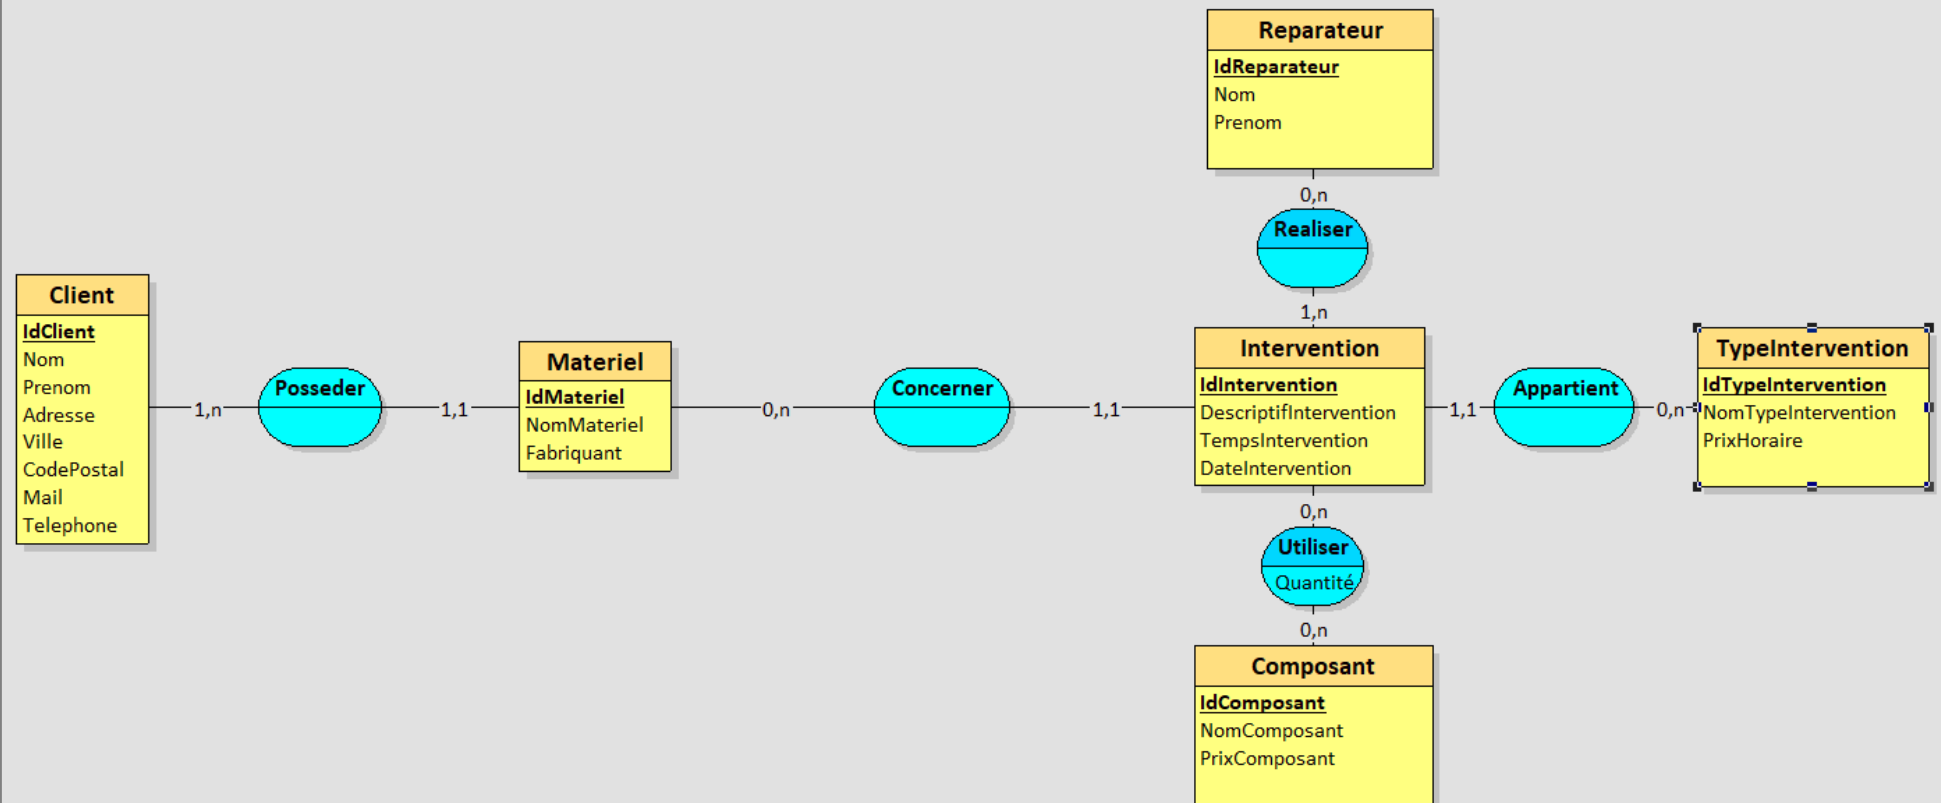 Reparateur
IdReparateur
Nom
Prenom
0,n
Realiser
1,n
Client
IdClient
Nom
Prenom
Adresse
Ville
CodePostal
Mail
Telephone
1,n
Posseder
1,1
Materiel
IdMateriel
NomMateriel
Fabriquant
0,n
Concerner
1,1
Intervention
IdIntervention
DescriptifIntervention
TempsIntervention
DateIntervention
1,1
Appartient
0,n
TypeIntervention
IdTypeIntervention
NomTypeIntervention
PrixHoraire
0,n
Utiliser
Quantité
0,n
Composant
IdComposant
NomComposant
PrixComposant